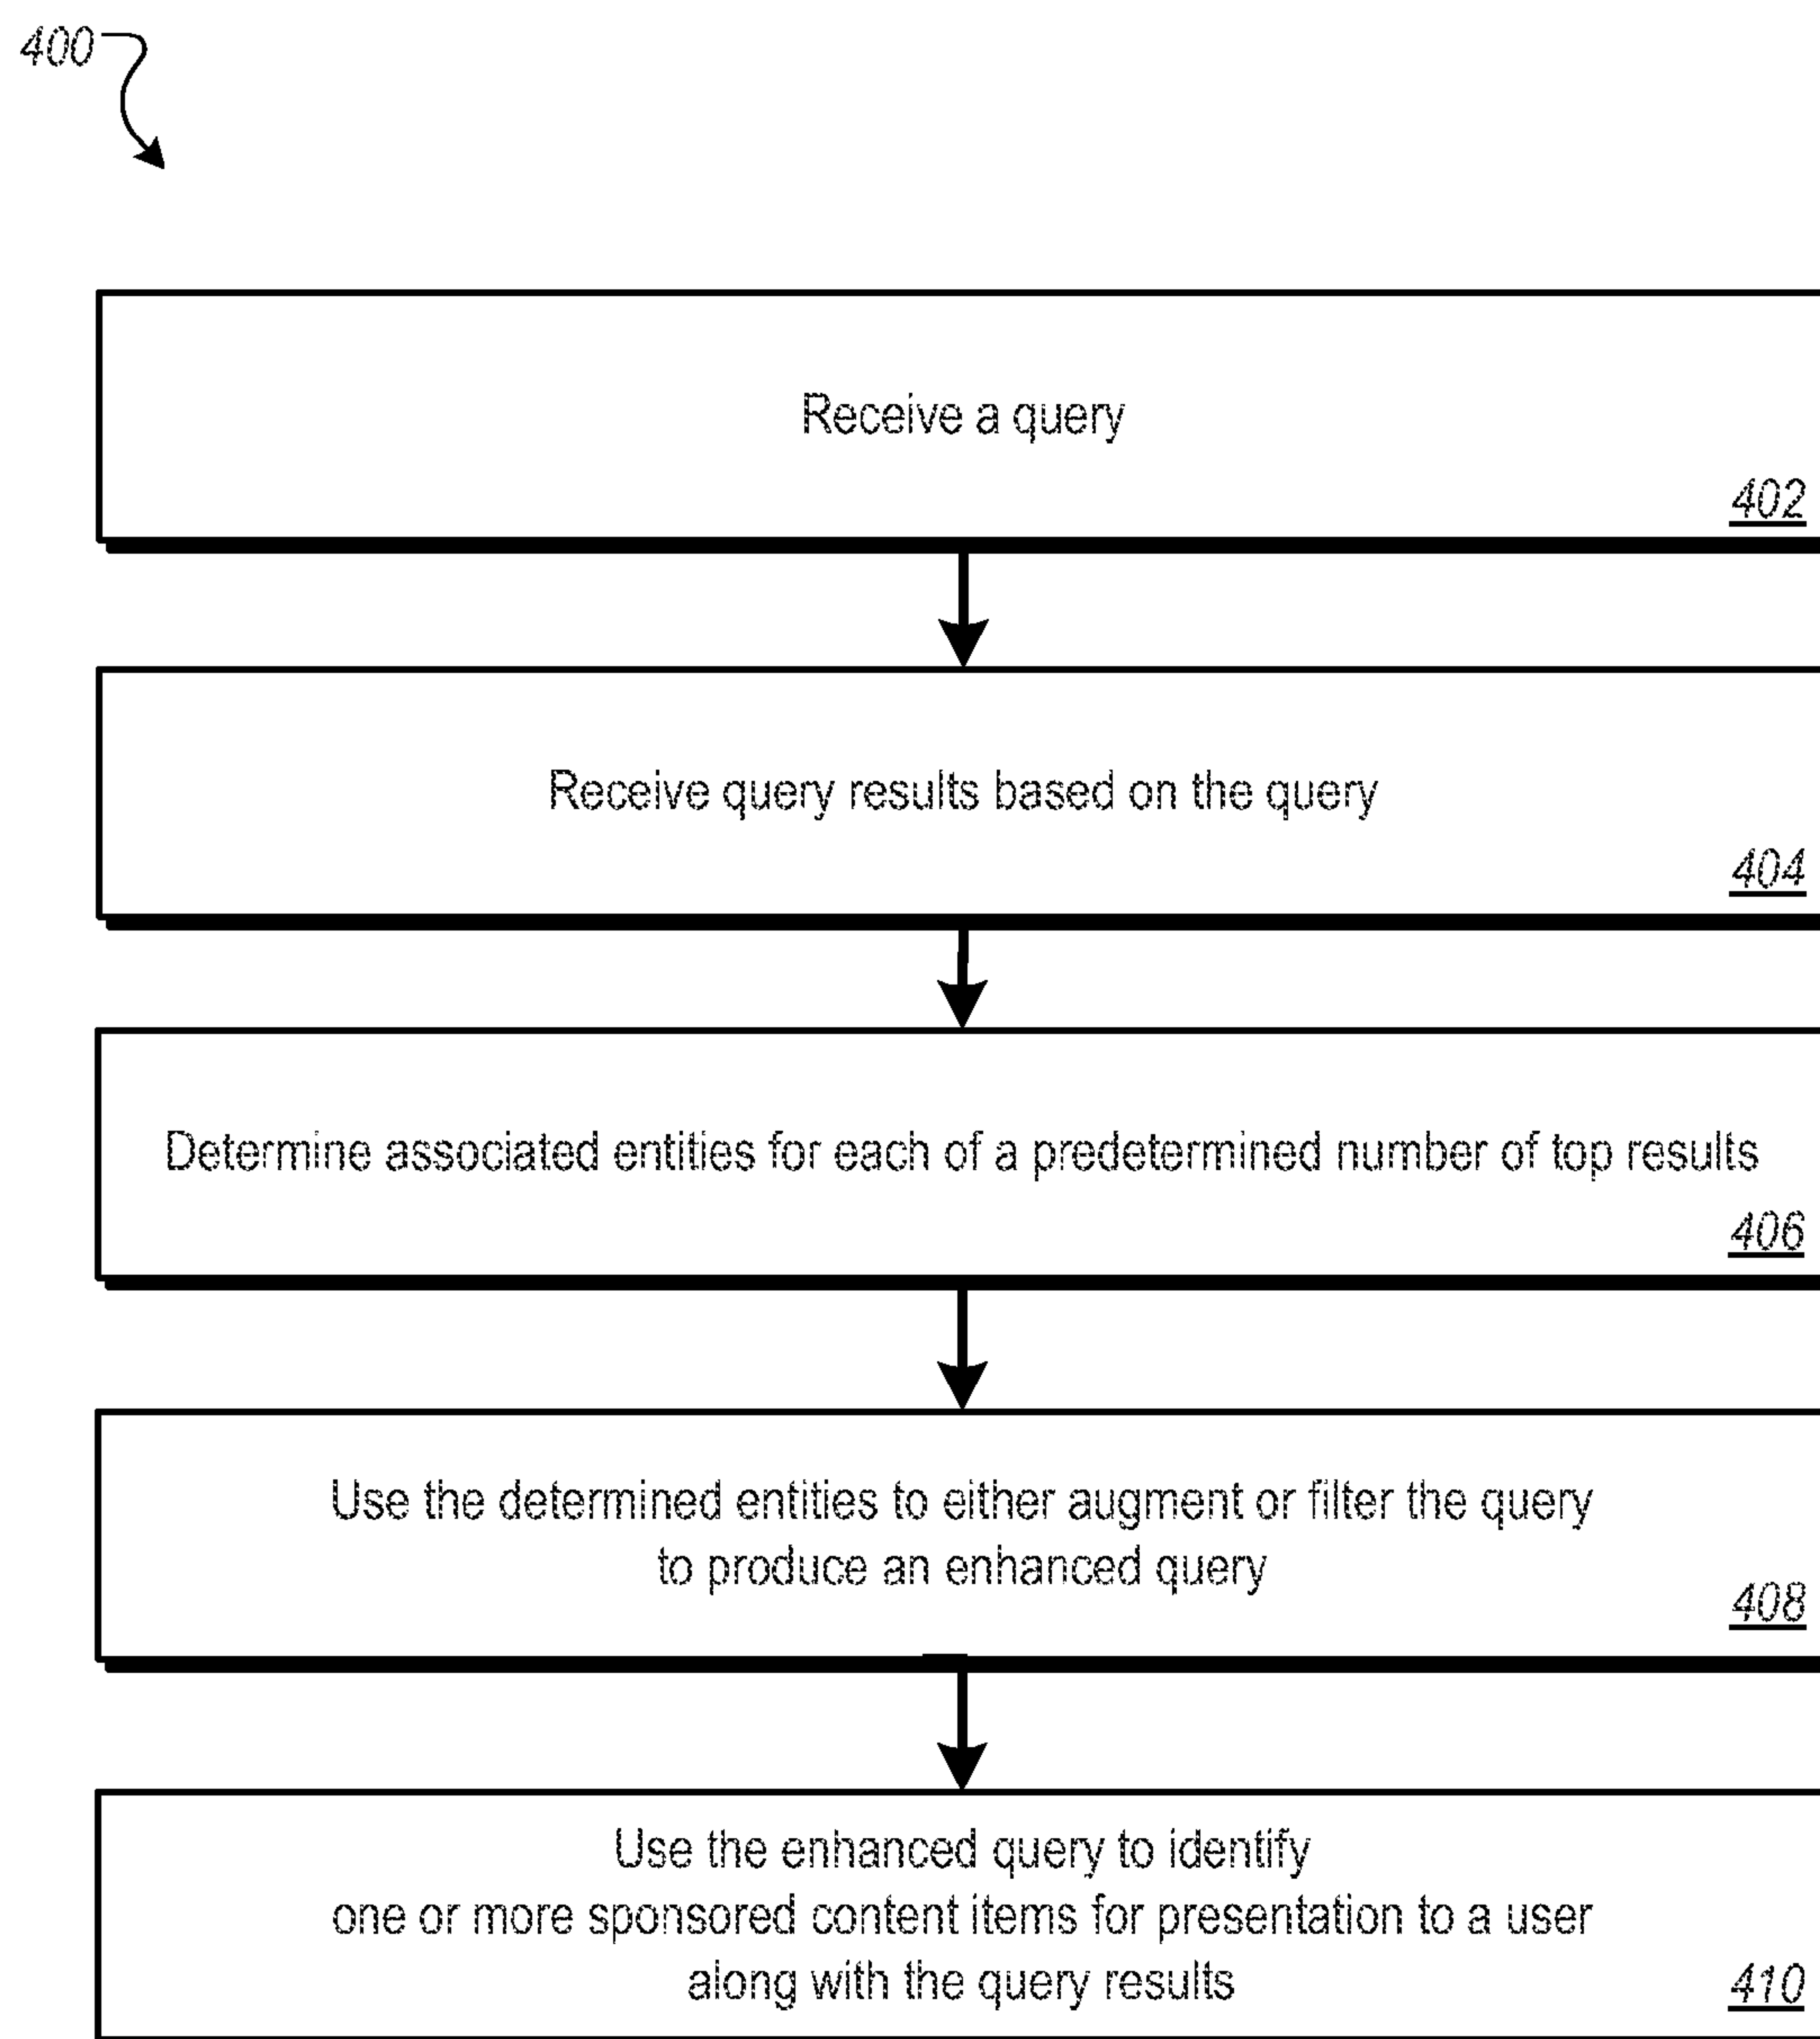 400
Receive a query
402
Receive query results based on the query
404
Determine associated entities for each of a predetermined number of top results
406
Use the determined entities to either augment or filter the query
to produce an enhanced query
408
Use the enhanced query to identify
one or more sponsored content items for presentation to a user
along with the query results
410